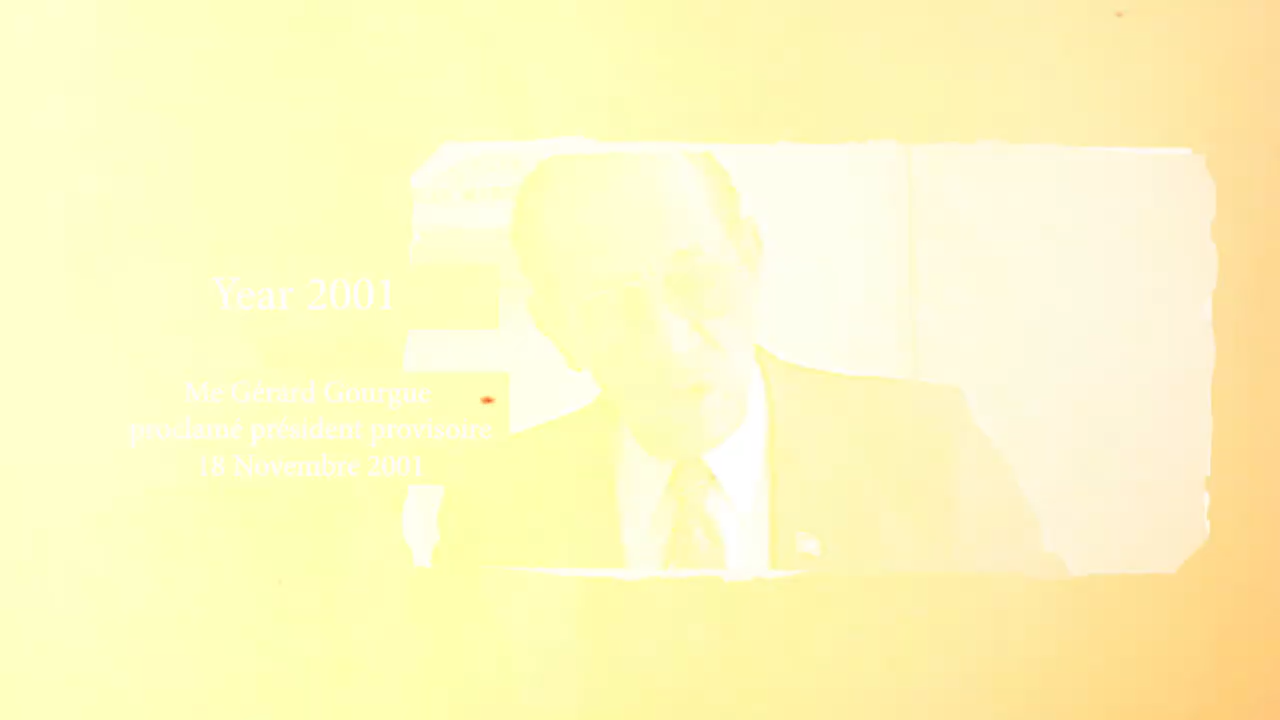 Year 2001
Me Gérard Gourgue
proclamé président provisoire
18 Novembre 2001